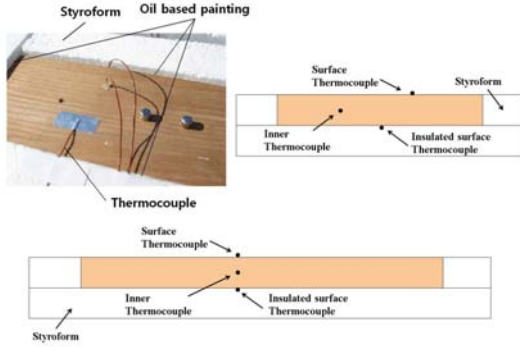 Styroform
Oil based painting
Thermocouple
Surface
Thermocouple
Styroform
Inner
Thermocouple
Insulated surface
Thermocouple
Surface
Thermocouple
Inner
Thermocouple
Insulated surface
Thermocouple
Styroform